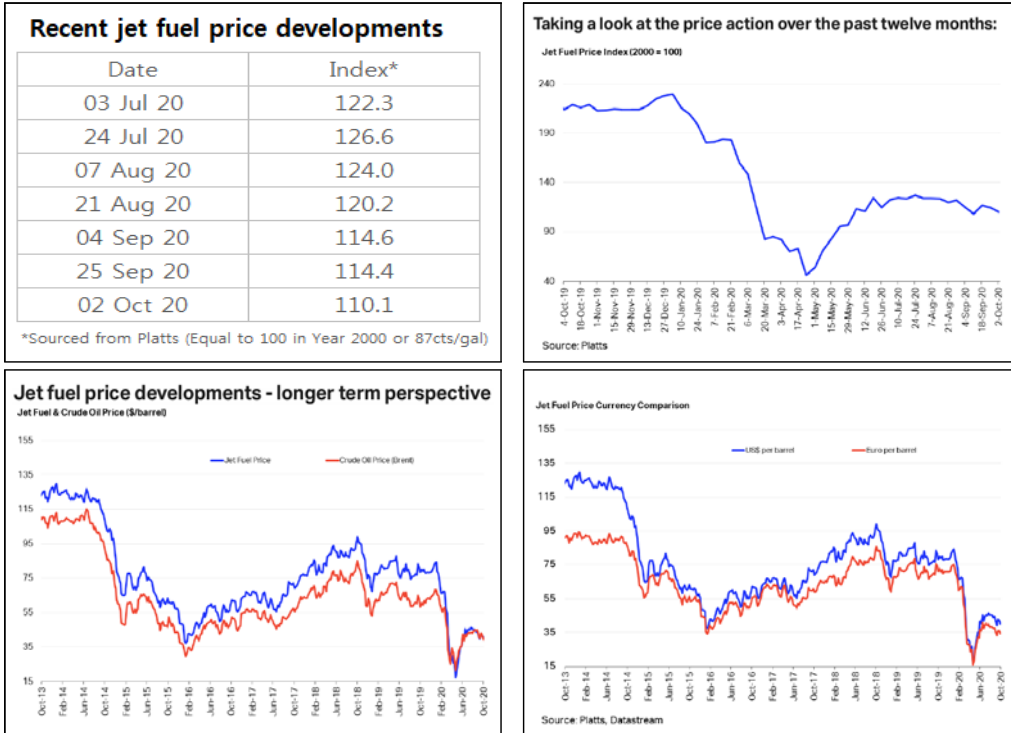 Recent jet fuel price developments
Date Index*
03 Jul 20 122.3
24 Jul 20 126.6
07 Aug 20 124.0
21 Aug 20 120.2
04 Sep 20 114.6
25 Sep 20 114.4
02 Oct 20 110.1
*Sourced from Platts (Equal to 100 in Year 2000 or 87cts/gal)
Taking a look at the price action over the past twelve months:
Jet Fuel Price Index (2000 = 100)
240
190
140
90
40
4-Oct-19 18-Oct-19 1-Nov-19 15-Nov-19 29-Nov-19 13-Dec-19 27-Dec-19 10-Jan-20 24-Jan-20 7-Feb-20 21-Feb-20 6-Mar-20 20-Mar-20 3-Apr-20 17-Apr-20 1-May-20 15-May-20 29-May-20 12-Jun-20 26-Jun-20 10-Jul-20 24-Jul-20 7-Aug-20 21-Aug-20 4-Sep-20 18-Sep-20 2-Oct-20
Source: Platts
Jet fuel price developments - longer term perspective
Jet Fuel & Crude Oil Price ($/barrel)
155
Jet Fuel Price Crude Oil Price (Brent)
135
115
95
75
55
35
15
Oct-13 Feb-14 Jun-14 Oct-14 Feb-15 Jun-15 Oct-15 Feb-16 Jun-16 Oct-16 Feb-17 Jun-17 Oct-17 Feb-18 Jun-18 Oct-18 Feb-19 Jun-19 Oct-19 Feb-20 Jun-20 Oct-20
Jet Fuel Price Currency Comparison
155
US$ per barrel Euro per barrel
135
115
95
75
55
35
15
Oct-13 Feb-14 Jun-14 Oct-14 Feb-15 Jun-15 Oct-15 Feb-16 Jun-16 Oct-16 Feb-17 Jun-17 Oct-17 Feb-18 Jun-18 Oct-18 Feb-19 Jun-19 Oct-19 Feb-20 Jun-20 Oct-20
Source: Platts, Datastream